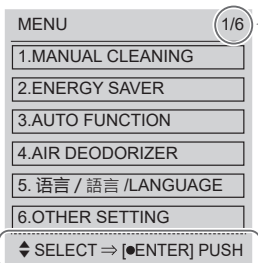 MENU 1/6
1.MANUAL CLEANING
2.ENERGY SAVER
3.AUTO FUNCTION
4.AIR DEODORIZER
5. 语言 / 語言 /LANGUAGE
6.OTHER SETTING
♦ SELECT ⇒ [●ENTER] PUSH